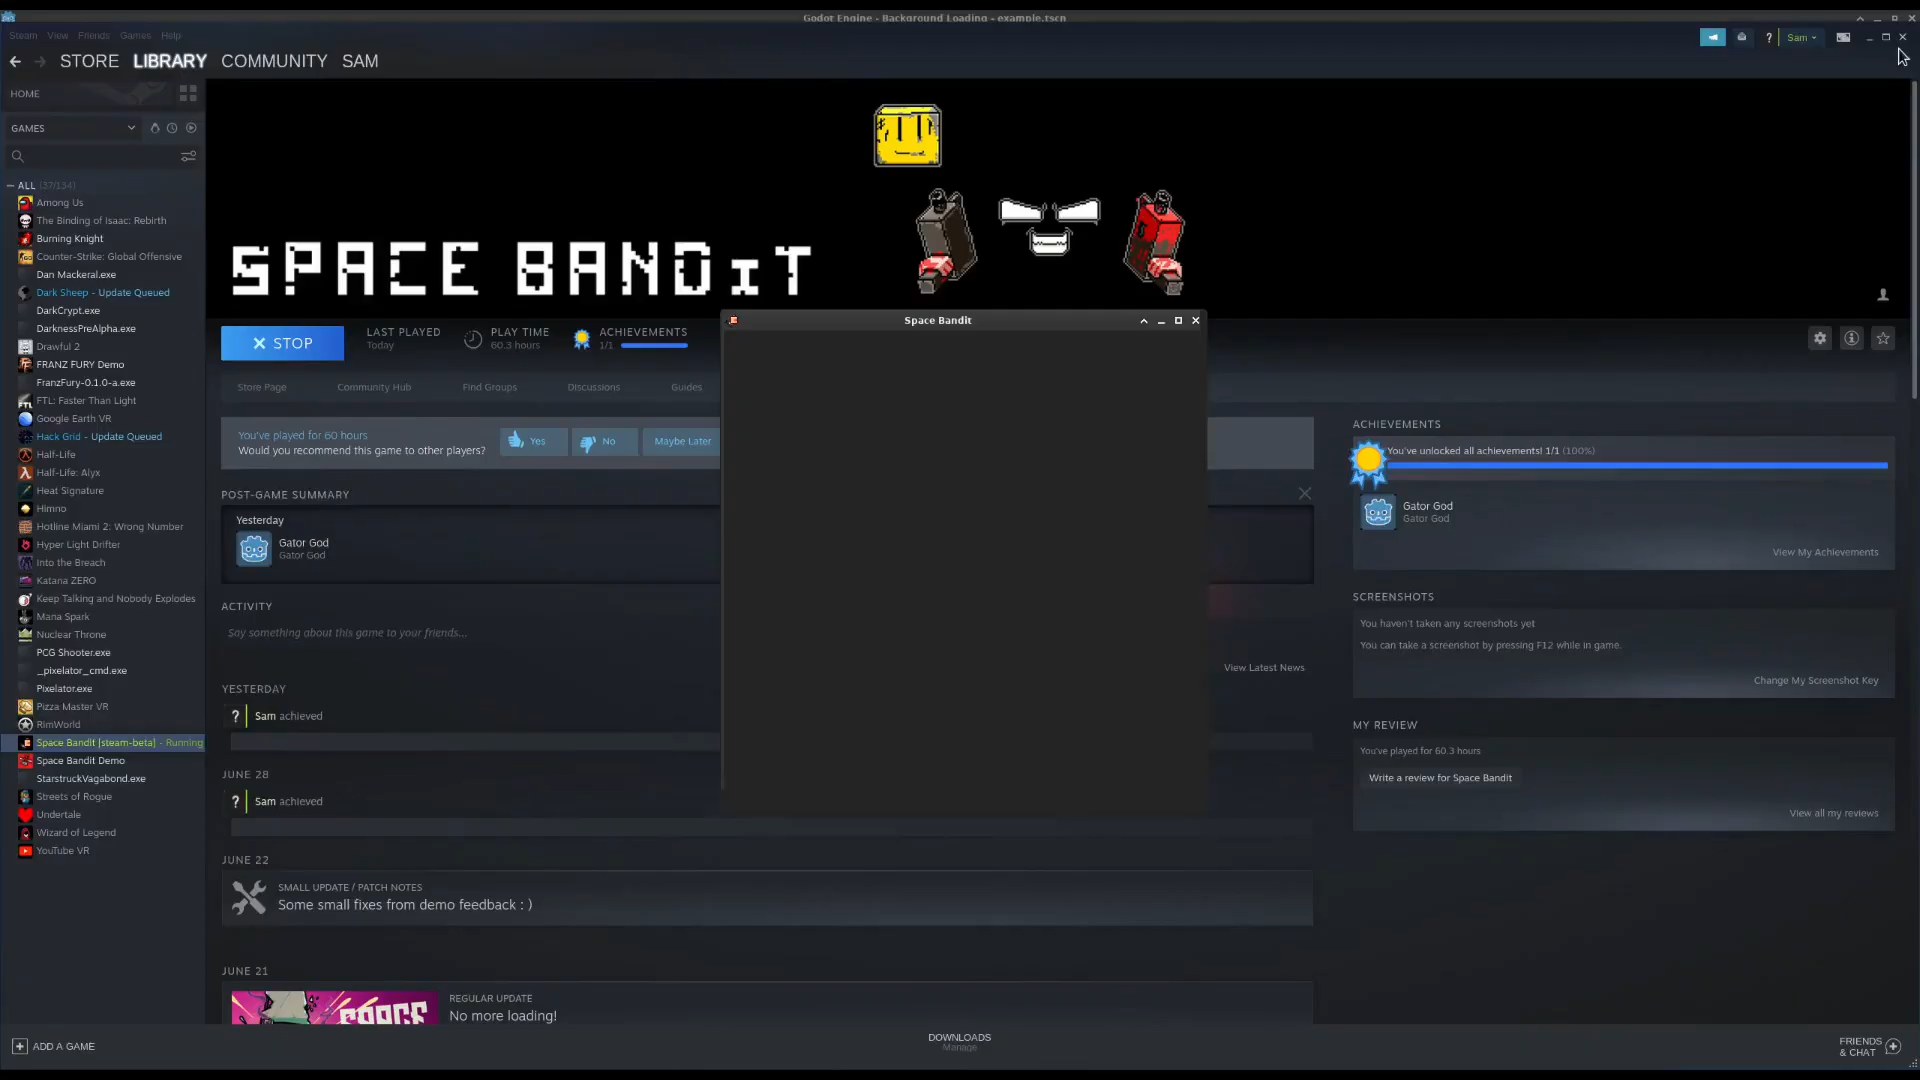 Godot Engine - Background Loading - example.tscn
Steam View Friends Games Help
? Sam
STORE LIBRARY COMMUNITY SAM
HOME
GAMES
ALL (37/134)
Among Us
The Binding of Isaac: Rebirth
Burning Knight
Counter-Strike: Global Offensive
Dan Mackeral.exe
Dark Sheep - Update Queued
DarkCrypt.exe
DarknessPreAlpha.exe
Drawful 2
FRANZ FURY Demo
FranzFury-0.1.0-a.exe
FTL: Faster Than Light
Google Earth VR
Hack Grid - Update Queued
Half-Life
Half-Life: Alyx
Heat Signature
Himno
Hotline Miami 2: Wrong Number
Hyper Light Drifter
Into the Breach
Katana ZERO
Keep Talking and Nobody Explodes
Mana Spark
Nuclear Throne
PCG Shooter.exe
_pixelator_cmd.exe
Pixelator.exe
Pizza Master VR
RimWorld
Space Bandit [steam-beta] - Running
Space Bandit Demo
StarstruckVagabond.exe
Streets of Rogue
Undertale
Wizard of Legend
YouTube VR
SPACE BANDiT
STOP
LAST PLAYED
Today
PLAY TIME
60.3 hours
ACHIEVEMENTS
1/1
Space Bandit
Store Page Community Hub Find Groups Discussions Guides
You've played for 60 hours
Would you recommend this game to other players?
Yes No Maybe Later
POST-GAME SUMMARY
Yesterday
Gator God
Gator God
ACTIVITY
Say something about this game to your friends...
View Latest News
YESTERDAY
? Sam achieved
JUNE 28
? Sam achieved
JUNE 22
SMALL UPDATE / PATCH NOTES
Some small fixes from demo feedback : )
JUNE 21
SPACE
REGULAR UPDATE
No more loading!
ACHIEVEMENTS
You've unlocked all achievements! 1/1 (100%)
Gator God
Gator God
View My Achievements
SCREENSHOTS
You haven't taken any screenshots yet
You can take a screenshot by pressing F12 while in game.
Change My Screenshot Key
MY REVIEW
You've played for 60.3 hours
Write a review for Space Bandit
View all my reviews
ADD A GAME
DOWNLOADS
Manage
FRIENDS
& CHAT